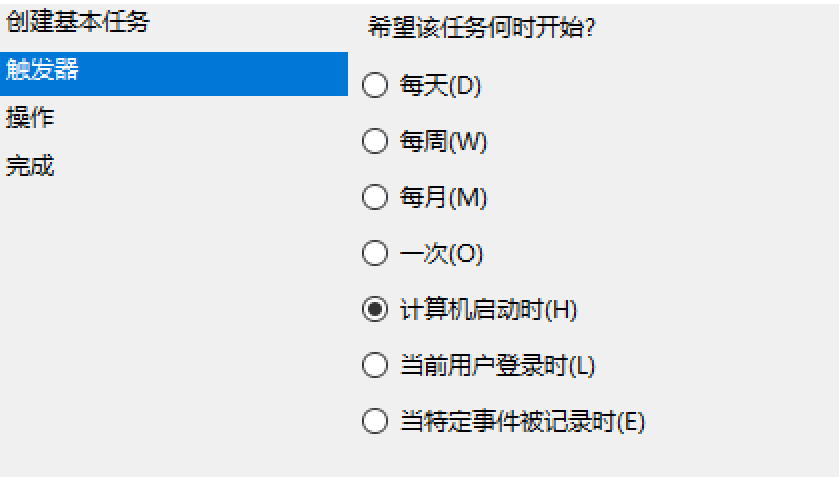 创建基本任务
触发器
操作
完成
希望该任务何时开始?
每天(D)
每周(W)
每月(M)
一次(O)
计算机启动时(H)
当前用户登录时(L)
当特定事件被记录时(E)